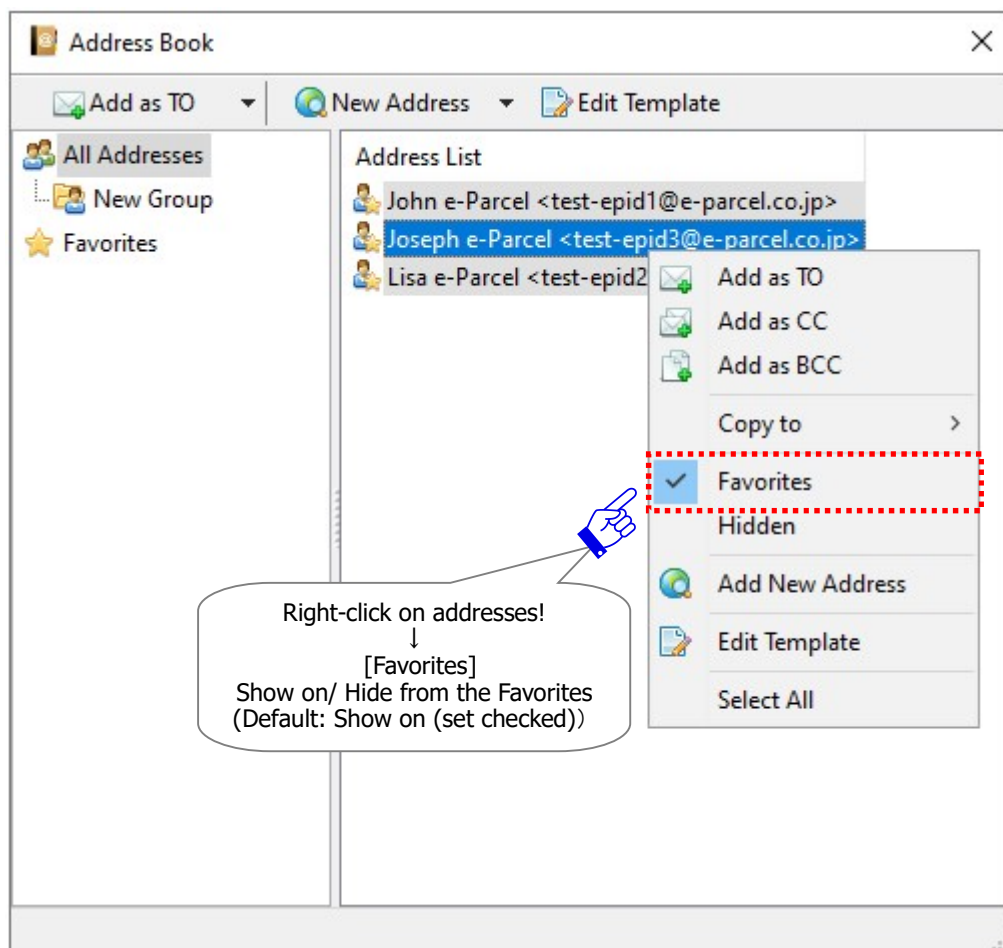 Address Book
Add as TO
New Address
Edit Template
All Addresses
New Group
Favorites
Address List
John e-Parcel <test-epid1@e-parcel.co.jp>
Joseph e-Parcel <test-epid3@e-parcel.co.jp>
Lisa e-Parcel <test-epid2
Add as TO
Add as CC
Add as BCC
Copy to
Favorites
Hidden
Add New Address
Edit Template
Select All
Right-click on addresses!
↓
[Favorites]
Show on/ Hide from the Favorites
(Default: Show on (set checked)）